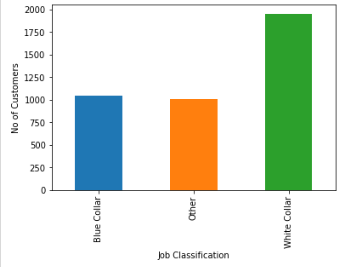 2000
1750
1500
1250
1000
750
500
250
0
No of Customers
Blue Collar
Other
White Collar
Job Classification